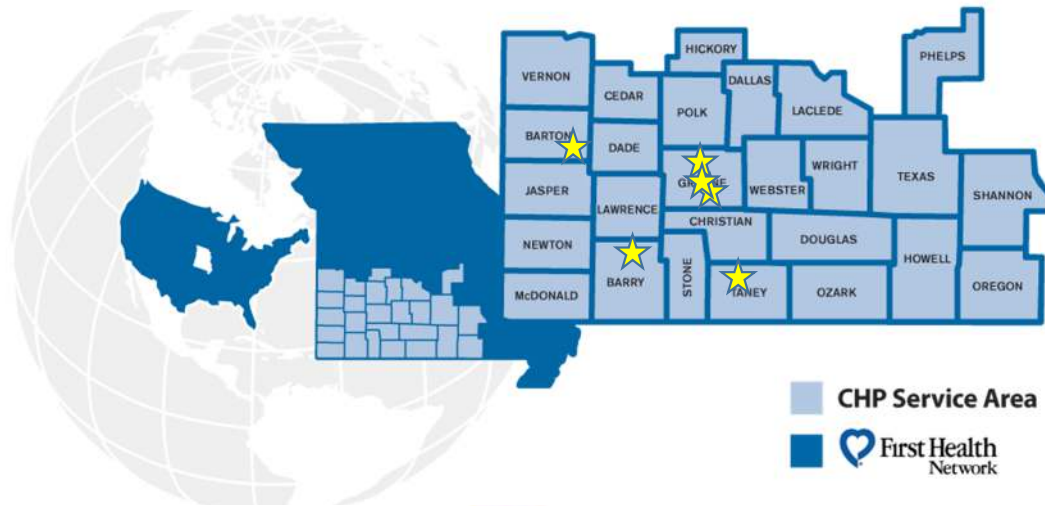 HICKORY
PHELPS
VERNON
DALLAS
CEDAR
LACLEDE
POLK
BARTON
DADE
WRIGHT
TEXAS
JASPER
WEBSTER
SHANNON
LAWRENCE
CHRISTIAN
NEWTON
DOUGLAS
HOWELL
BARRY
STONE
McDONALD
OZARK
OREGON
CHP Service Area
First Health
Network